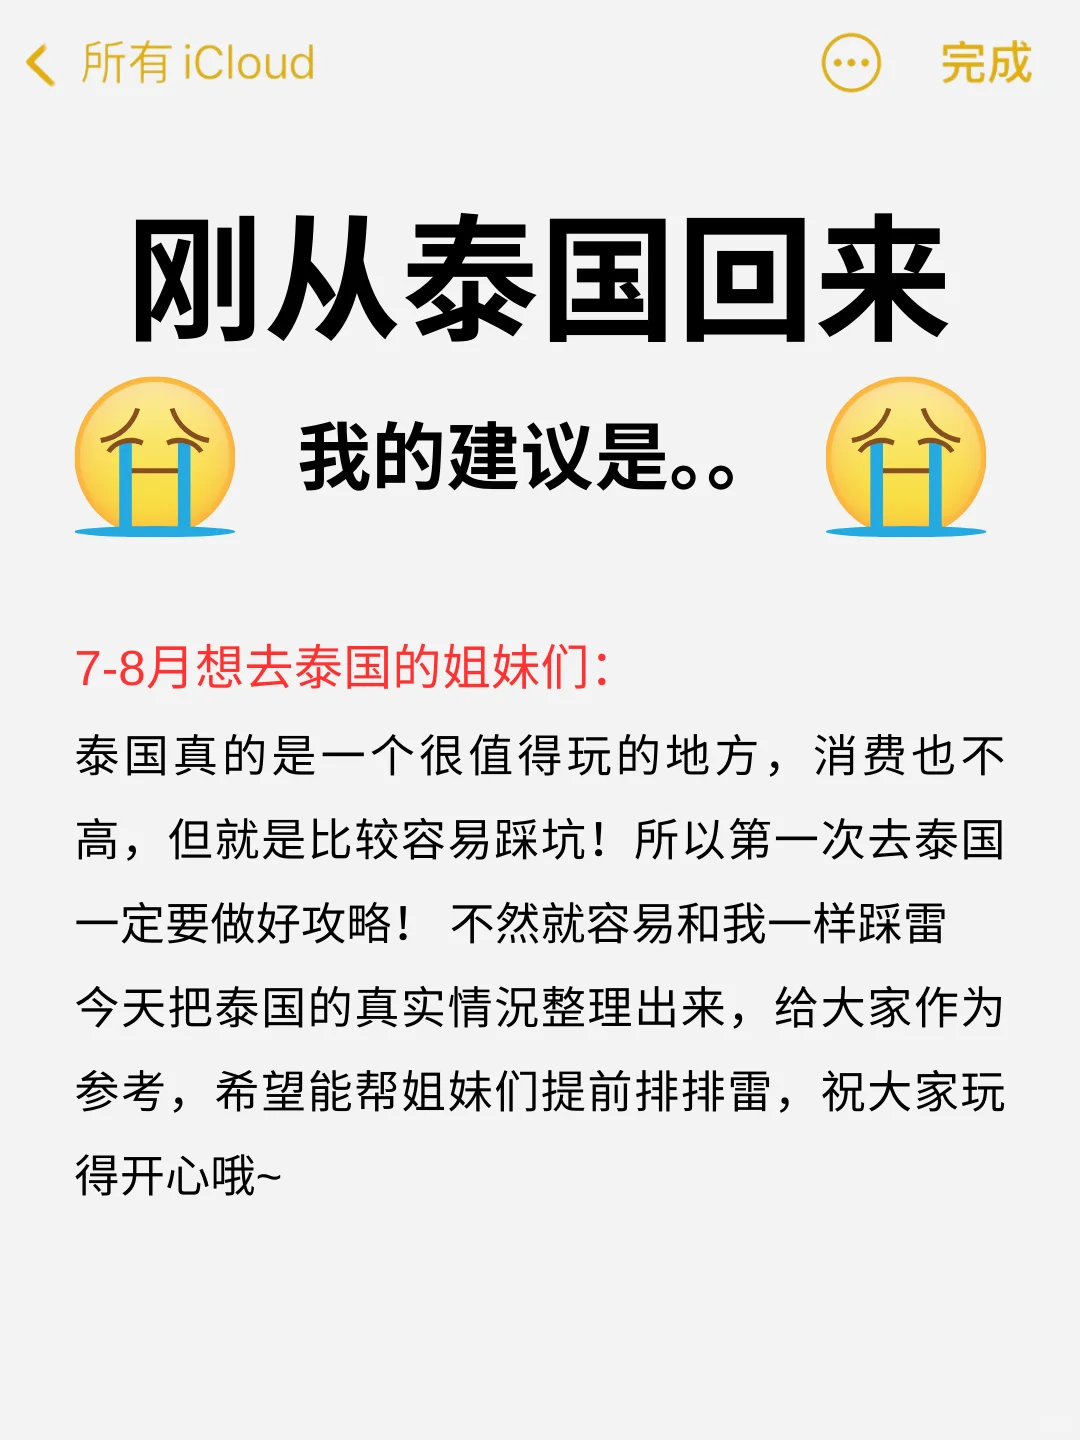 所有 iCloud
完成
刚从泰国回来
我的建议是。。
7-8月想去泰国的姐妹们：
泰国真的是一个很值得玩的地方，消费也不
高，但就是比较容易踩坑！所以第一次去泰国
一定要做好攻略！ 不然就容易和我一样踩雷
今天把泰国的真实情况整理出来，给大家作为
参考，希望能帮姐妹们提前排排雷，祝大家玩
得开心哦~